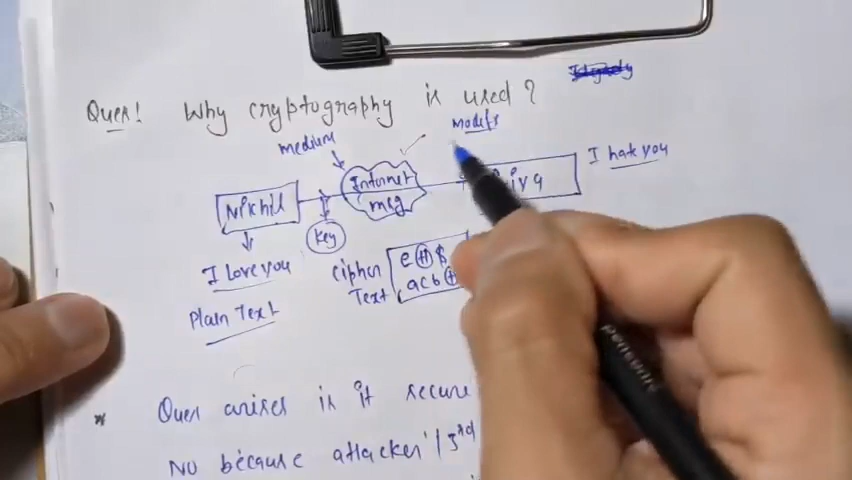 Ques! Why cryptography is used?
modify
medium
I hate you
Internet
msg
Nikhil
Key
I Love you
Cipher Text
e # $
acb
Plain Text
* Ques arises is it secure
No because attacker / 3rd